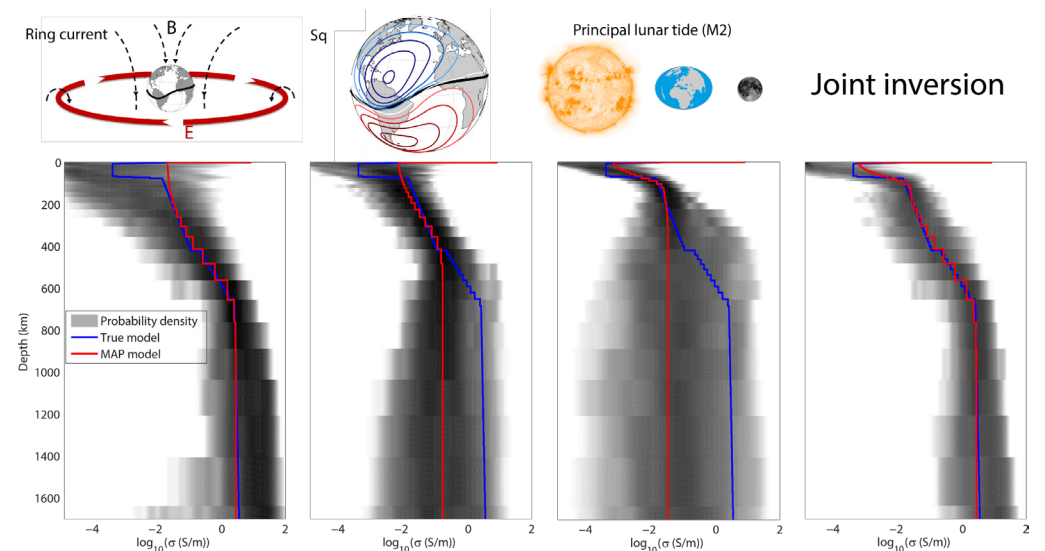 Ring current
B
E
Sq
Principal lunar tide (M2)
Joint inversion
Depth (km)
0
200
400
600
800
1000
1200
1400
1600
Probability density
True model
MAP model
−4 −2 0 2
log10(σ (S/m))
−4 −2 0 2
log10(σ (S/m))
−4 −2 0 2
log10(σ (S/m))
−4 −2 0 2
log10(σ (S/m))